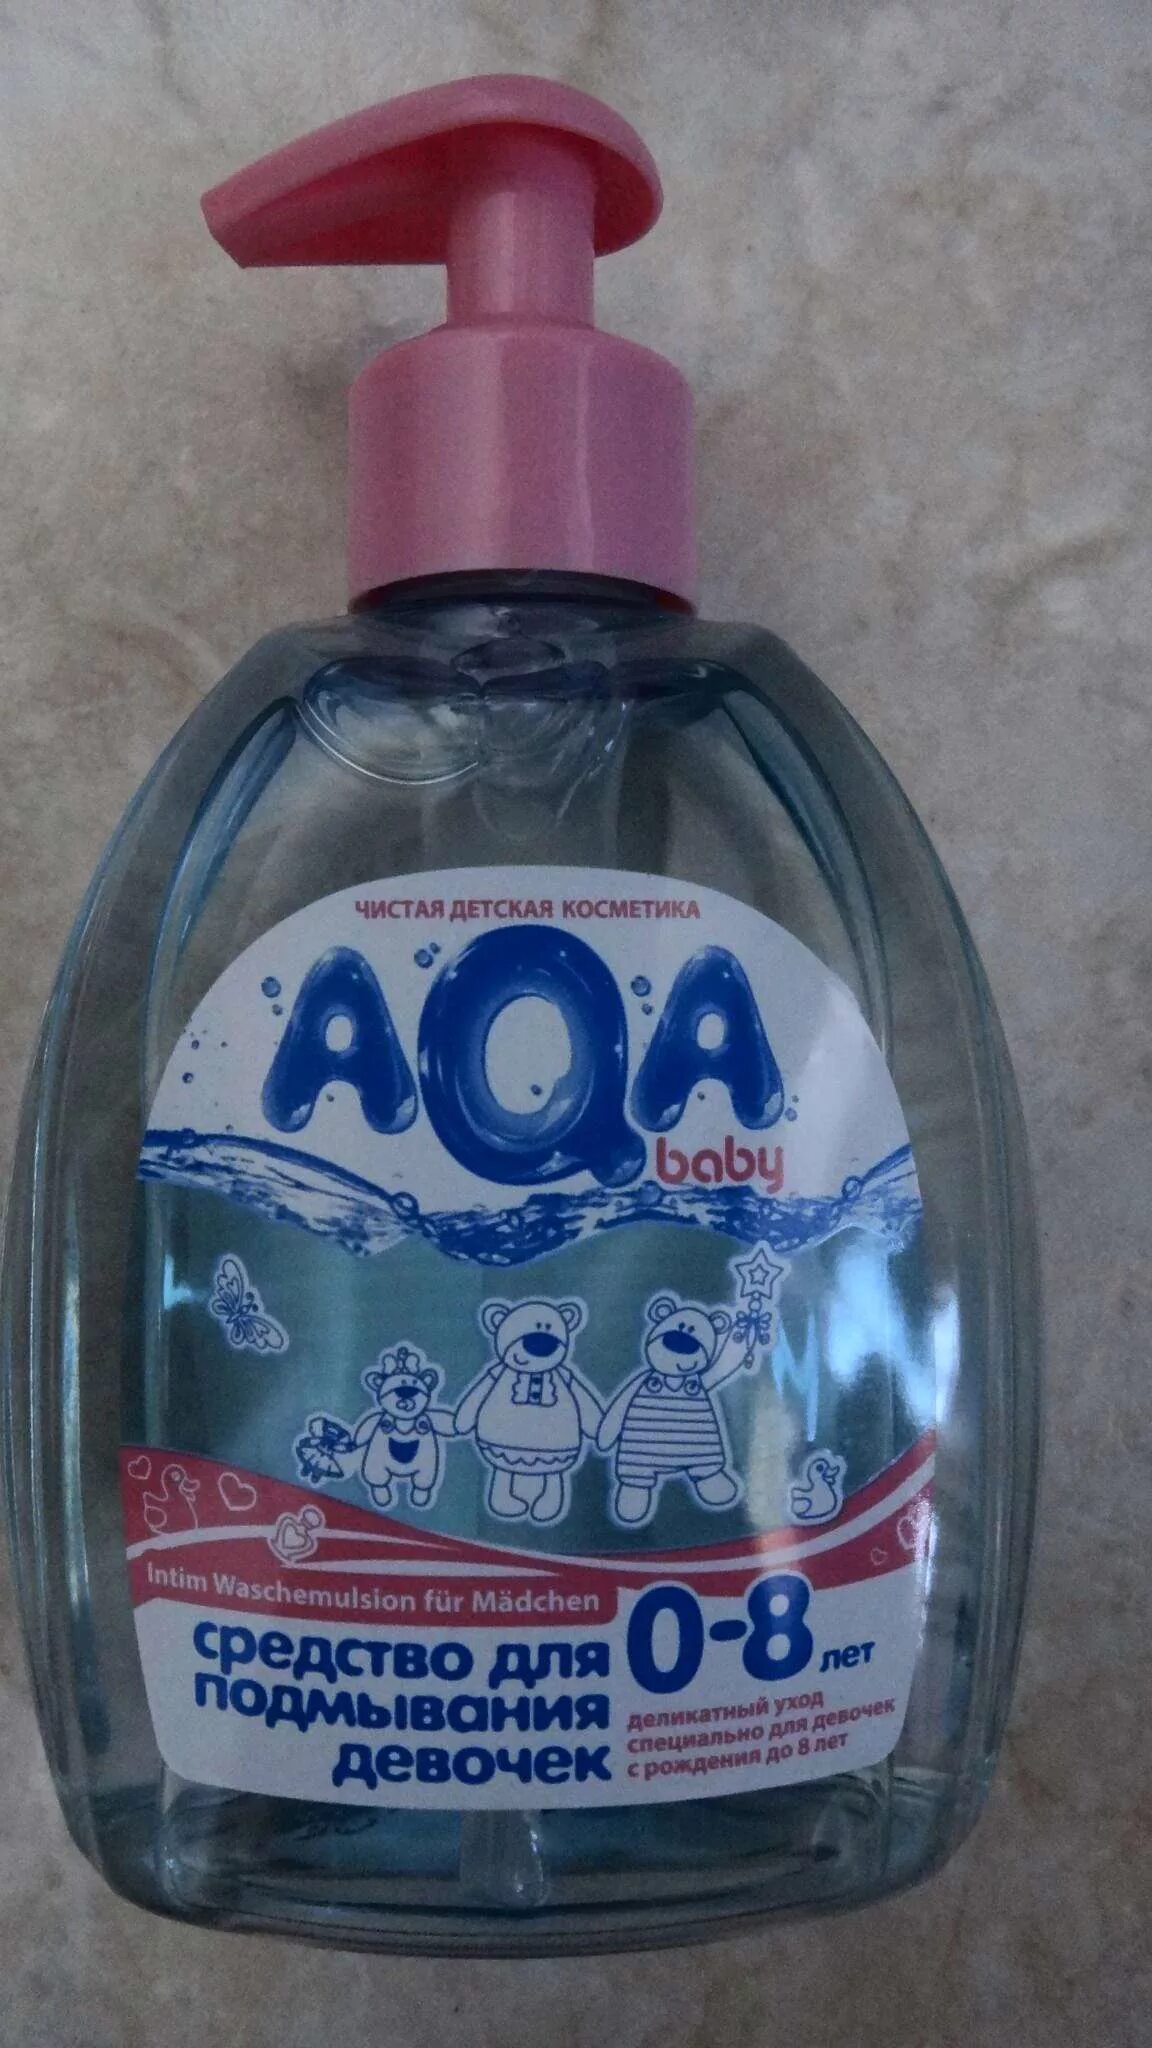 ЧИСТАЯ ДЕТСКАЯ КОСМЕТИКА
AQA
baby
Intim Waschemulsion für Mädchen
средство для
подмывания
девочек
0-8 лет
деликатный уход
специально для девочек
с рождения до 8 лет